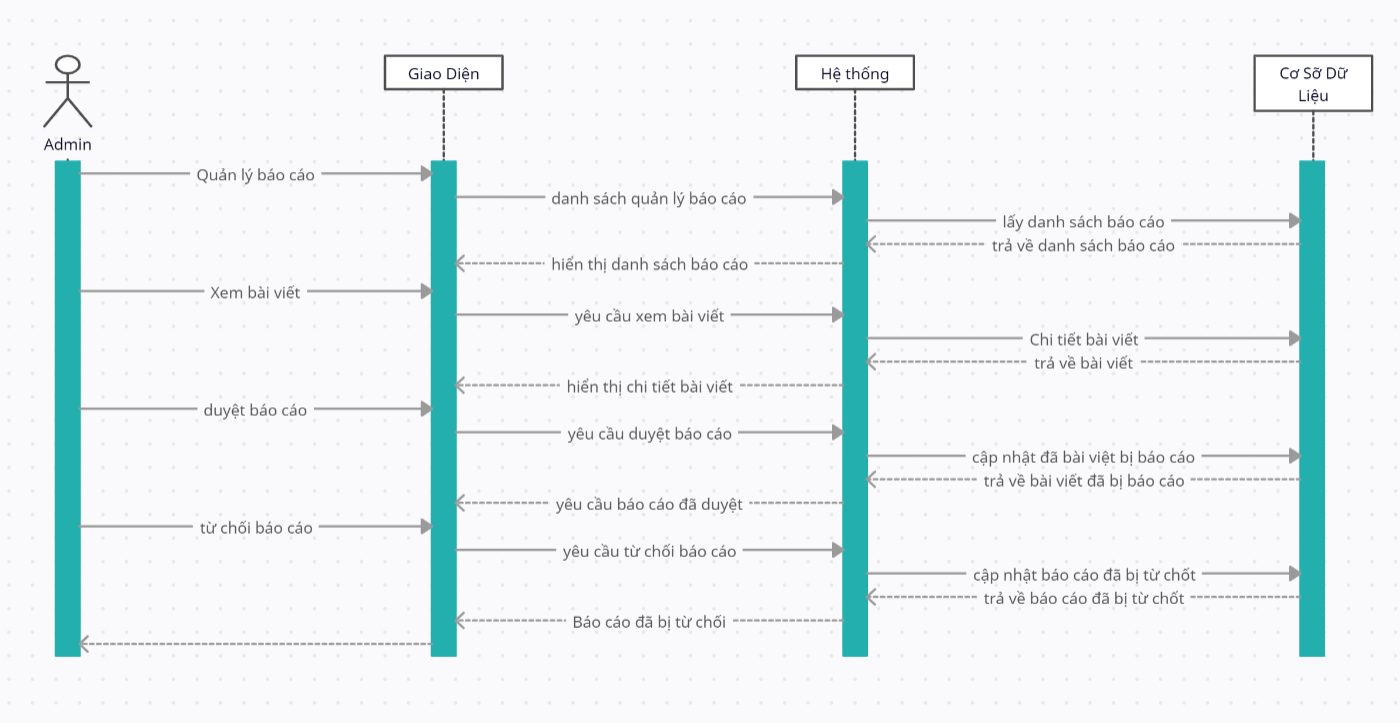 Giao Diện
Hệ thống
Cơ Sỡ Dữ
Liệu
Admin
Quản lý báo cáo
danh sách quản lý báo cáo
lấy danh sách báo cáo
trả về danh sách báo cáo
hiển thị danh sách báo cáo
Xem bài viết
yêu cầu xem bài viết
Chi tiết bài viết
trả về bài viết
hiển thị chi tiết bài viết
duyệt báo cáo
yêu cầu duyệt báo cáo
cập nhật đã bài việt bị báo cáo
trả về bài viết đã bị báo cáo
yêu cầu báo cáo đã duyệt
từ chối báo cáo
yêu cầu từ chối báo cáo
cập nhật báo cáo đã bị từ chốt
trả về báo cáo đã bị từ chốt
Báo cáo đã bị từ chối